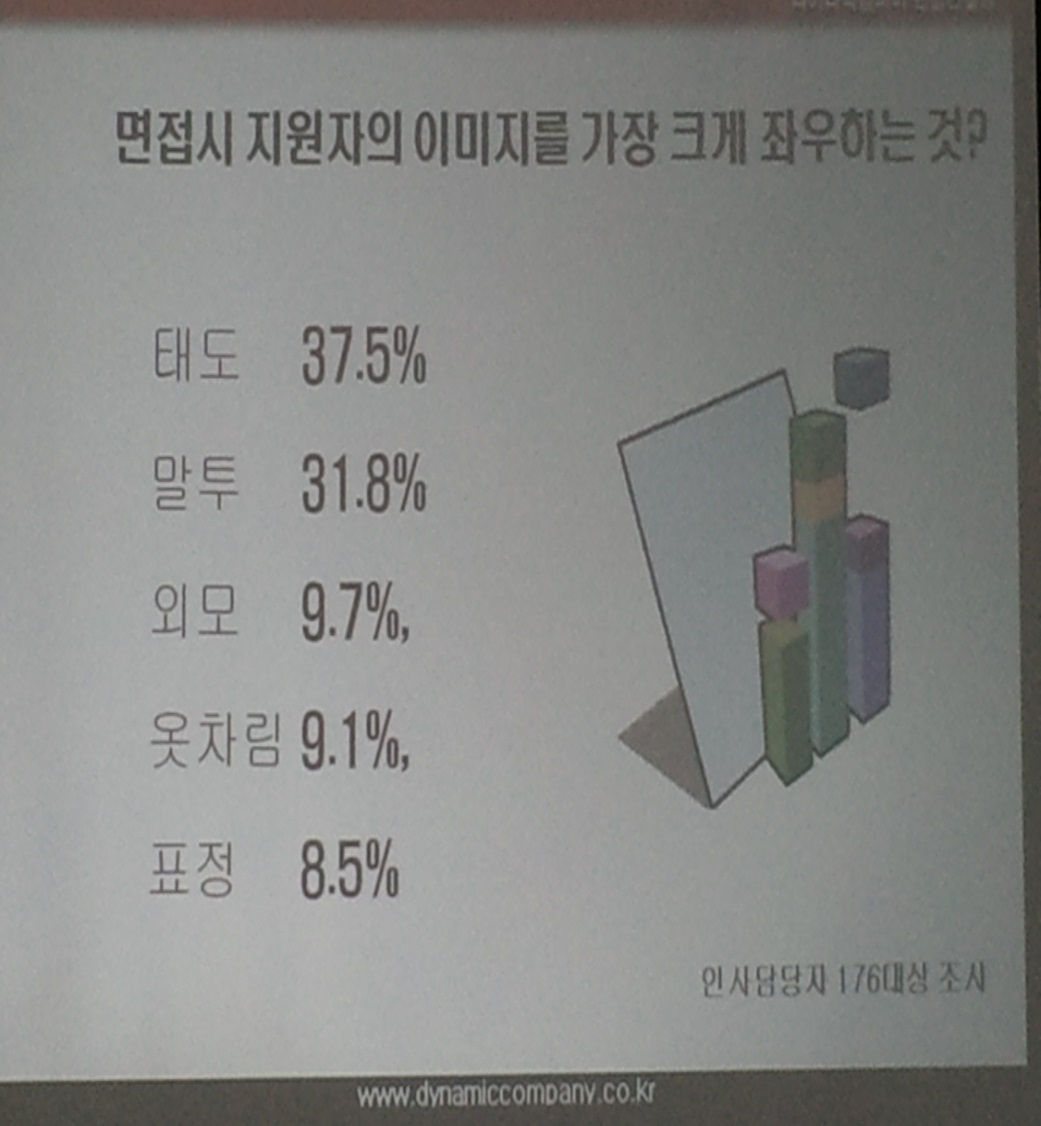 면접시 지원자의 이미지를 가장 크게 좌우하는 것?
태도 37.5%
말투 31.8%
외모 9.7%,
옷차림 9.1%,
표정 8.5%
인사담당자 176대상 조사
www.dynamiccompany.co.kr